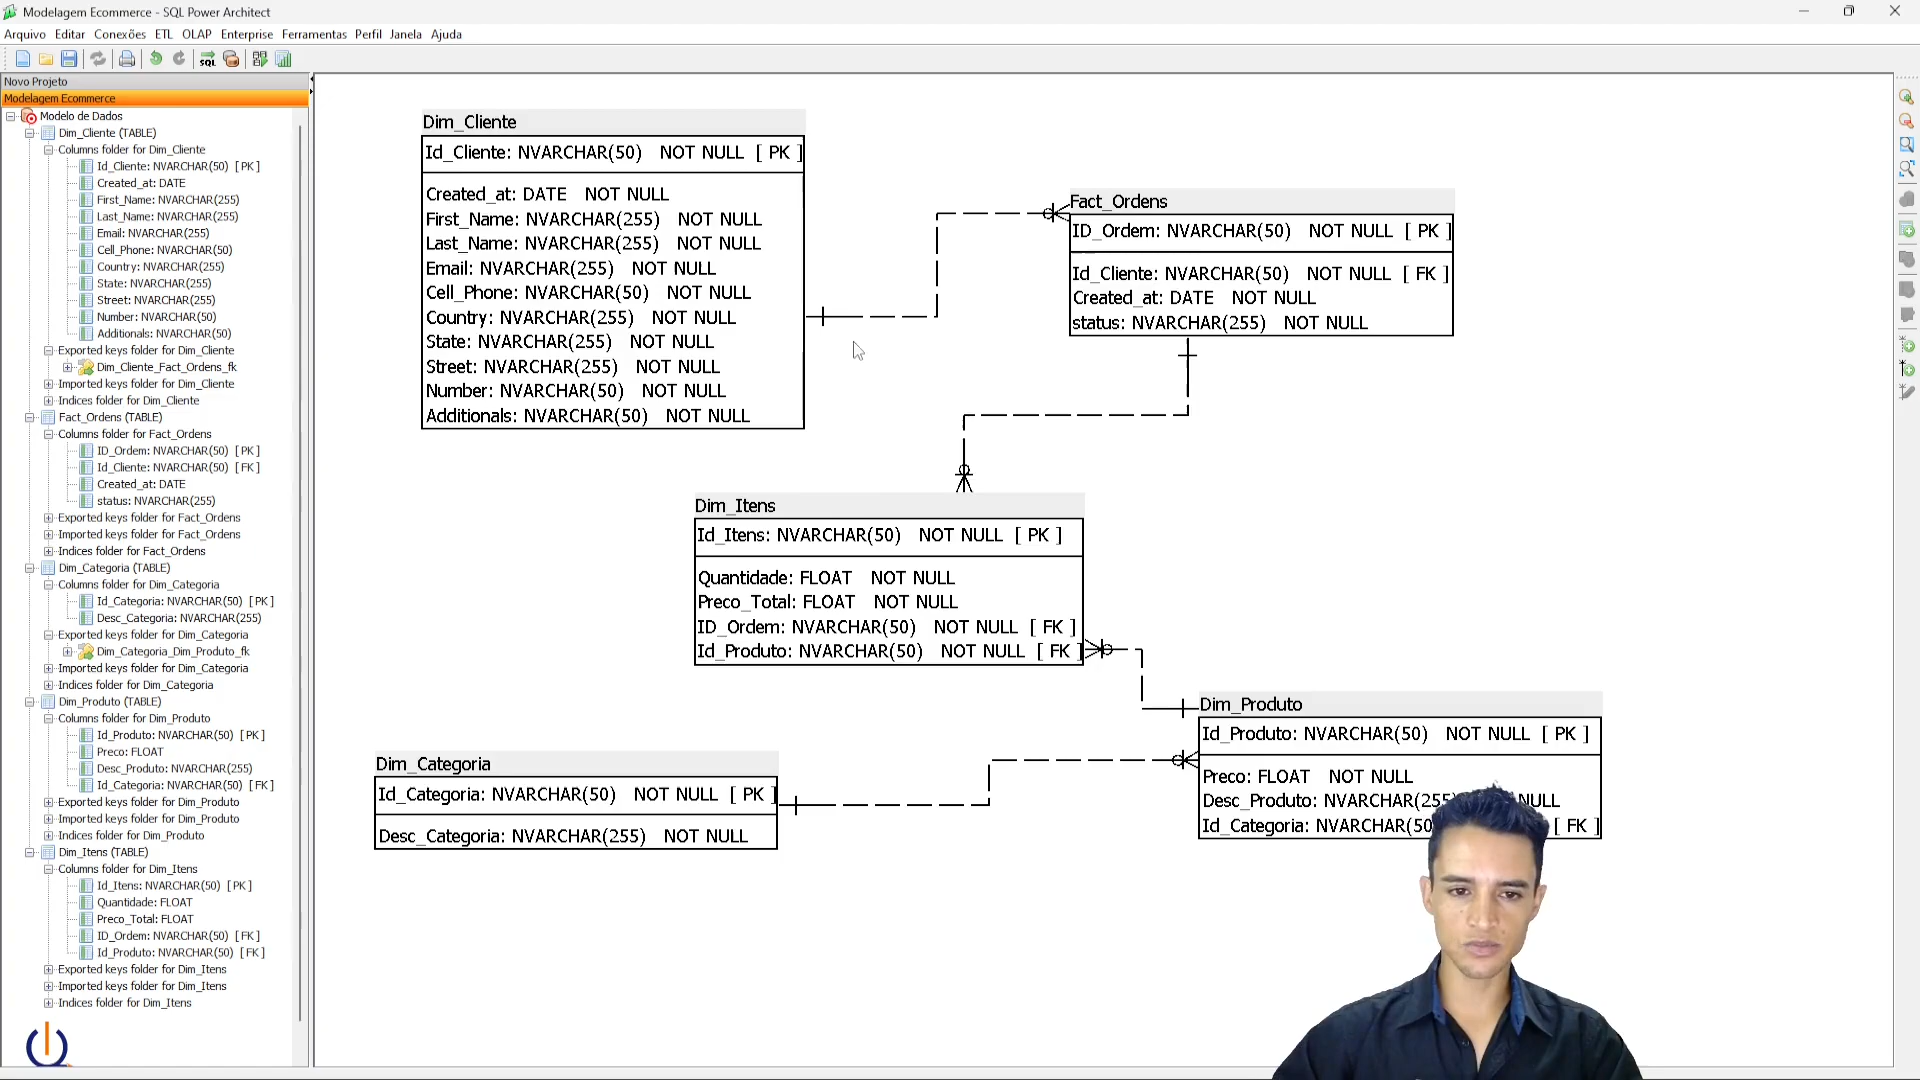 Modelagem Ecommerce - SQL Power Architect
Arquivo Editar Conexões ETL OLAP Enterprise Ferramentas Perfil Janela Ajuda
SQL
Novo Projeto
Modelagem Ecommerce
Modelo de Dados
Dim_Cliente (TABLE)
Columns folder for Dim_Cliente
Id_Cliente: NVARCHAR(50) [ PK ]
Created_at: DATE
First_Name: NVARCHAR(255)
Last_Name: NVARCHAR(255)
Email: NVARCHAR(255)
Cell_Phone: NVARCHAR(50)
Country: NVARCHAR(255)
State: NVARCHAR(255)
Street: NVARCHAR(255)
Number: NVARCHAR(50)
Additionals: NVARCHAR(50)
Exported keys folder for Dim_Cliente
Dim_Cliente_Fact_Ordens_fk
Imported keys folder for Dim_Cliente
Indices folder for Dim_Cliente
Fact_Ordens (TABLE)
Columns folder for Fact_Ordens
ID_Ordem: NVARCHAR(50) [ PK ]
Id_Cliente: NVARCHAR(50) [ FK ]
Created_at: DATE
status: NVARCHAR(255)
Exported keys folder for Fact_Ordens
Imported keys folder for Fact_Ordens
Indices folder for Fact_Ordens
Dim_Categoria (TABLE)
Columns folder for Dim_Categoria
Id_Categoria: NVARCHAR(50) [ PK ]
Desc_Categoria: NVARCHAR(255)
Exported keys folder for Dim_Categoria
Dim_Categoria_Dim_Produto_fk
Imported keys folder for Dim_Categoria
Indices folder for Dim_Categoria
Dim_Produto (TABLE)
Columns folder for Dim_Produto
Id_Produto: NVARCHAR(50) [ PK ]
Preco: FLOAT
Desc_Produto: NVARCHAR(255)
Id_Categoria: NVARCHAR(50) [ FK ]
Exported keys folder for Dim_Produto
Imported keys folder for Dim_Produto
Indices folder for Dim_Produto
Dim_Itens (TABLE)
Columns folder for Dim_Itens
Id_Itens: NVARCHAR(50) [ PK ]
Quantidade: FLOAT
Preco_Total: FLOAT
ID_Ordem: NVARCHAR(50) [ FK ]
Id_Produto: NVARCHAR(50) [ FK ]
Exported keys folder for Dim_Itens
Imported keys folder for Dim_Itens
Indices folder for Dim_Itens
Dim_Cliente
Id_Cliente: NVARCHAR(50) NOT NULL [ PK ]
Created_at: DATE NOT NULL
First_Name: NVARCHAR(255) NOT NULL
Last_Name: NVARCHAR(255) NOT NULL
Email: NVARCHAR(255) NOT NULL
Cell_Phone: NVARCHAR(50) NOT NULL
Country: NVARCHAR(255) NOT NULL
State: NVARCHAR(255) NOT NULL
Street: NVARCHAR(255) NOT NULL
Number: NVARCHAR(50) NOT NULL
Additionals: NVARCHAR(50) NOT NULL
Fact_Ordens
ID_Ordem: NVARCHAR(50) NOT NULL [ PK ]
Id_Cliente: NVARCHAR(50) NOT NULL [ FK ]
Created_at: DATE NOT NULL
status: NVARCHAR(255) NOT NULL
Dim_Itens
Id_Itens: NVARCHAR(50) NOT NULL [ PK ]
Quantidade: FLOAT NOT NULL
Preco_Total: FLOAT NOT NULL
ID_Ordem: NVARCHAR(50) NOT NULL [ FK ]
Id_Produto: NVARCHAR(50) NOT NULL [ FK ]
Dim_Produto
Id_Produto: NVARCHAR(50) NOT NULL [ PK ]
Preco: FLOAT NOT NULL
Desc_Produto: NVARCHAR(255 NULL
Id_Categoria: NVARCHAR(50 [ FK ]
Dim_Categoria
Id_Categoria: NVARCHAR(50) NOT NULL [ PK ]
Desc_Categoria: NVARCHAR(255) NOT NULL